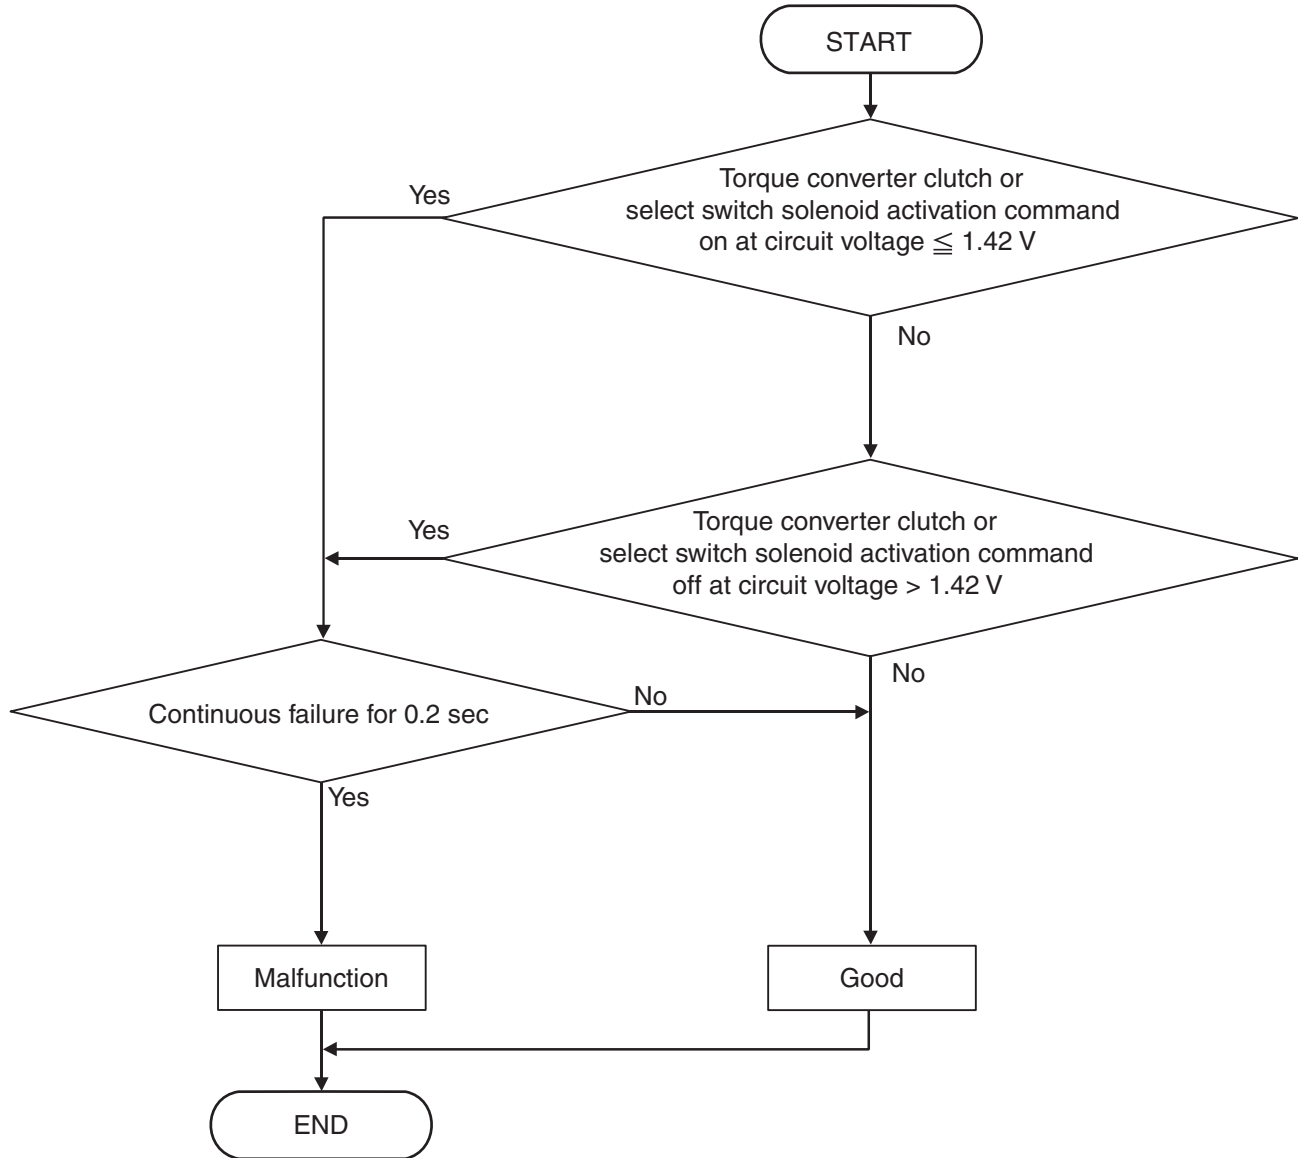 START
Torque converter clutch or
select switch solenoid activation command
on at circuit voltage ≦ 1.42 V
Yes
No
Torque converter clutch or
select switch solenoid activation command
off at circuit voltage > 1.42 V
Yes
No
Continuous failure for 0.2 sec
No
Yes
Malfunction
Good
END